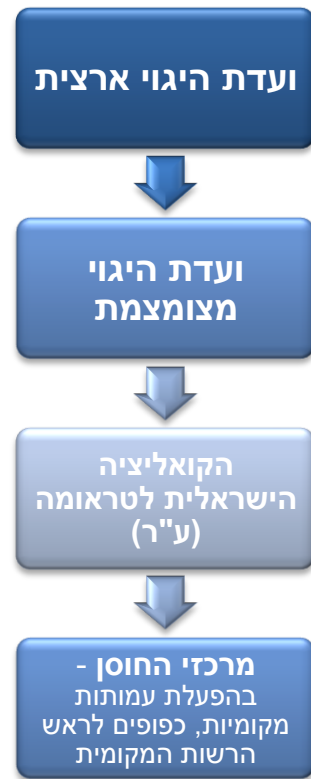 ועדת היגוי ארצית
ועדת היגוי
מצומצמת
הקואליציה
הישראלית לטראומה
(ע"ר)
מרכזי החוסן -
בהפעלת עמותות
מקומיות, כפופים לראש
הרשות המקומית